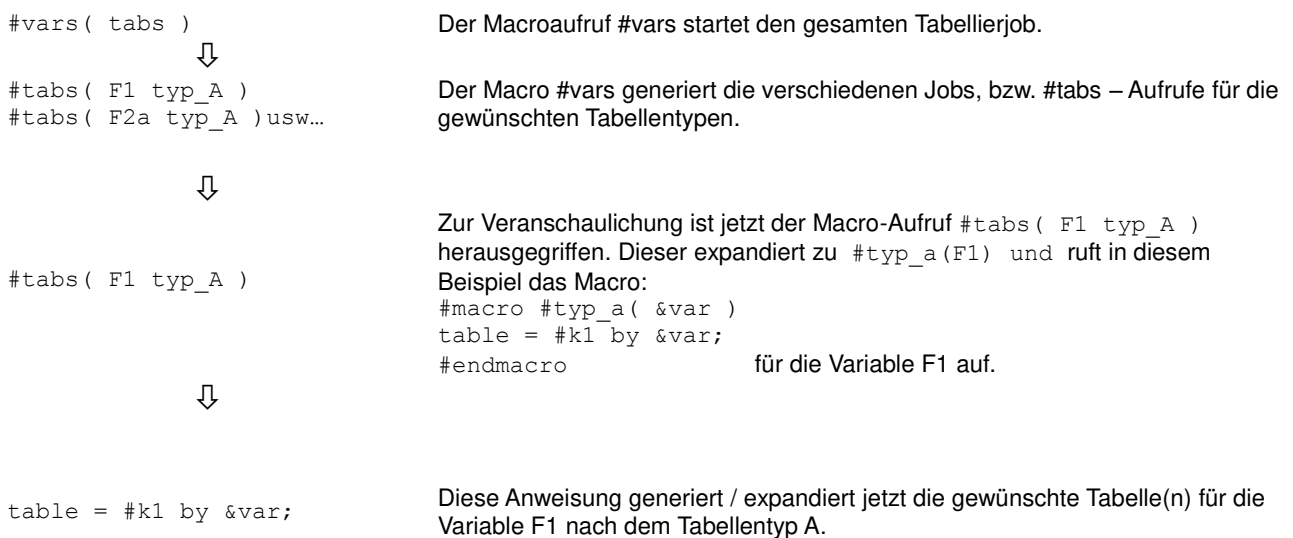 #vars( tabs ) Der Macroaufruf #vars startet den gesamten Tabellierjob.
⇩
#tabs( F1 typ_A ) Der Macro #vars generiert die verschiedenen Jobs, bzw. #tabs – Aufrufe für die
#tabs( F2a typ_A )usw… gewünschten Tabellentypen.
⇩
Zur Veranschaulichung ist jetzt der Macro-Aufruf #tabs( F1 typ_A )
herausgegriffen. Dieser expandiert zu #typ_a(F1) und ruft in diesem
#tabs( F1 typ_A ) Beispiel das Macro:
#macro #typ_a( &var )
table = #k1 by &var;
#endmacro für die Variable F1 auf.
⇩
table = #k1 by &var; Diese Anweisung generiert / expandiert jetzt die gewünschte Tabelle(n) für die
Variable F1 nach dem Tabellentyp A.